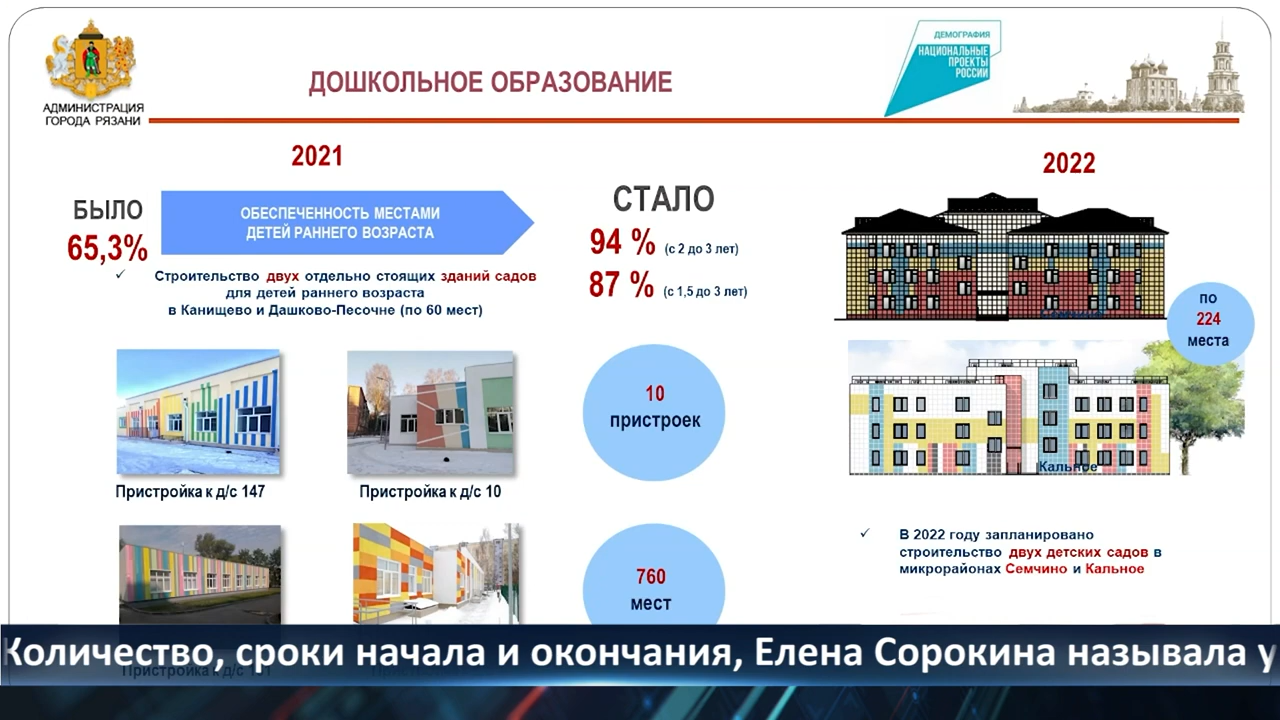 АДМИНИСТРАЦИЯ
ГОРОДА РЯЗАНИ
ДОШКОЛЬНОЕ ОБРАЗОВАНИЕ
ДЕМОГРАФИЯ
НАЦИОНАЛЬНЫЕ
ПРОЕКТЫ
РОССИИ
2021
БЫЛО
65,3%
ОБЕСПЕЧЕННОСТЬ МЕСТАМИ
ДЕТЕЙ РАННЕГО ВОЗРАСТА
СТАЛО
94 % (с 2 до 3 лет)
87 % (с 1,5 до 3 лет)
✓ Строительство двух отдельно стоящих зданий садов
для детей раннего возраста
в Канищево и Дашково-Песочне (по 60 мест)
Пристройка к д/с 147
Пристройка к д/с 10
10
пристроек
760
мест
Пристройка к д/с
2022
по
224
места
Кальное
✓ В 2022 году запланировано
строительство двух детских садов в
микрорайонах Семчино и Кальное
Количество, сроки начала и окончания, Елена Сорокина называла у